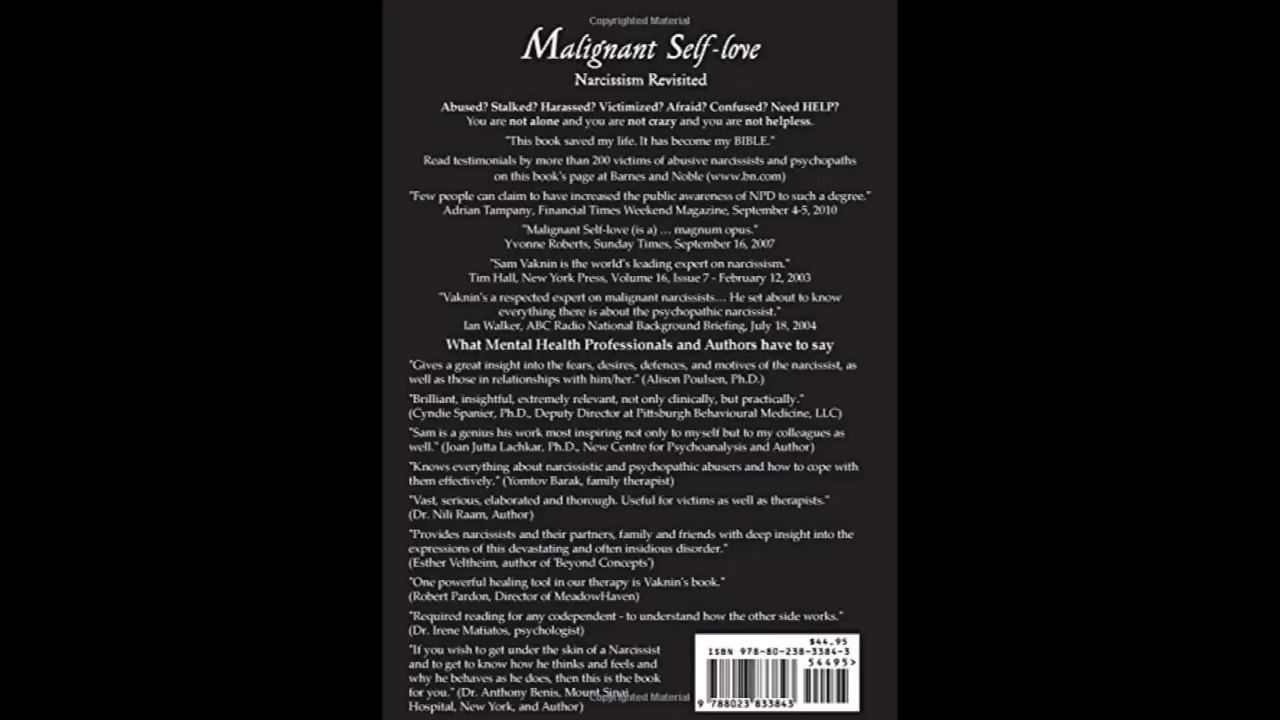 Copyrighted Material
Malignant Self-love
Narcissism Revisited
Abused? Stalked? Harassed? Victimized? Afraid? Confused? Need HELP?
You are not alone and you are not crazy and you are not helpless.
"This book saved my life. It has become my BIBLE."
Read testimonials by more than 200 victims of abusive narcissists and psychopaths
on this book's page at Barnes and Noble (www.bn.com)
"Few people can claim to have increased the public awareness of NPD to such a degree."
Adrian Tampany, Financial Times Weekend Magazine, September 4-5, 2010
"Malignant Self-love (is a) ... magnum opus."
Yvonne Roberts, Sunday Times, September 16, 2007
"Sam Vaknin is the world's leading expert on narcissism."
Tim Hall, New York Press, Volume 16, Issue 7 - February 12, 2003
"Vaknin's a respected expert on malignant narcissists... He set about to know
everything there is about the psychopathic narcissist."
Ian Walker, ABC Radio National Background Briefing, July 18, 2004
What Mental Health Professionals and Authors have to say
"Gives a great insight into the fears, desires, defences, and motives of the narcissist, as
well as those in relationships with him/her." (Alison Poulsen, Ph.D.)
"Brilliant, insightful, extremely relevant, not only clinically, but practically."
(Cyndie Spanier, Ph.D., Deputy Director at Pittsburgh Behavioural Medicine, LLC)
"Sam is a genius his work most inspiring not only to myself but to my colleagues as
well." (Joan Jutta Lachkar, Ph.D., New Centre for Psychoanalysis and Author)
"Knows everything about narcissistic and psychopathic abusers and how to cope with
them effectively." (Yomtov Barak, family therapist)
"Vast, serious, elaborated and thorough. Useful for victims as well as therapists."
(Dr. Nili Raam, Author)
"Provides narcissists and their partners, family and friends with deep insight into the
expressions of this devastating and often insidious disorder."
(Esther Veltheim, author of 'Beyond Concepts')
"One powerful healing tool in our therapy is Vaknin's book."
(Robert Pardon, Director of MeadowHaven)
"Required reading for any codependent - to understand how the other side works."
(Dr. Irene Matiatos, psychologist)
"If you wish to get under the skin of a Narcissist
and to get to know how he thinks and feels and
why he behaves as he does, then this is the book
for you." (Dr. Anthony Benis, Mount Sinai
Hospital, New York, and Author)
Copyrighted Material
$44.95
ISBN 978-80-238-3384-3
54495>
9 788023 833843